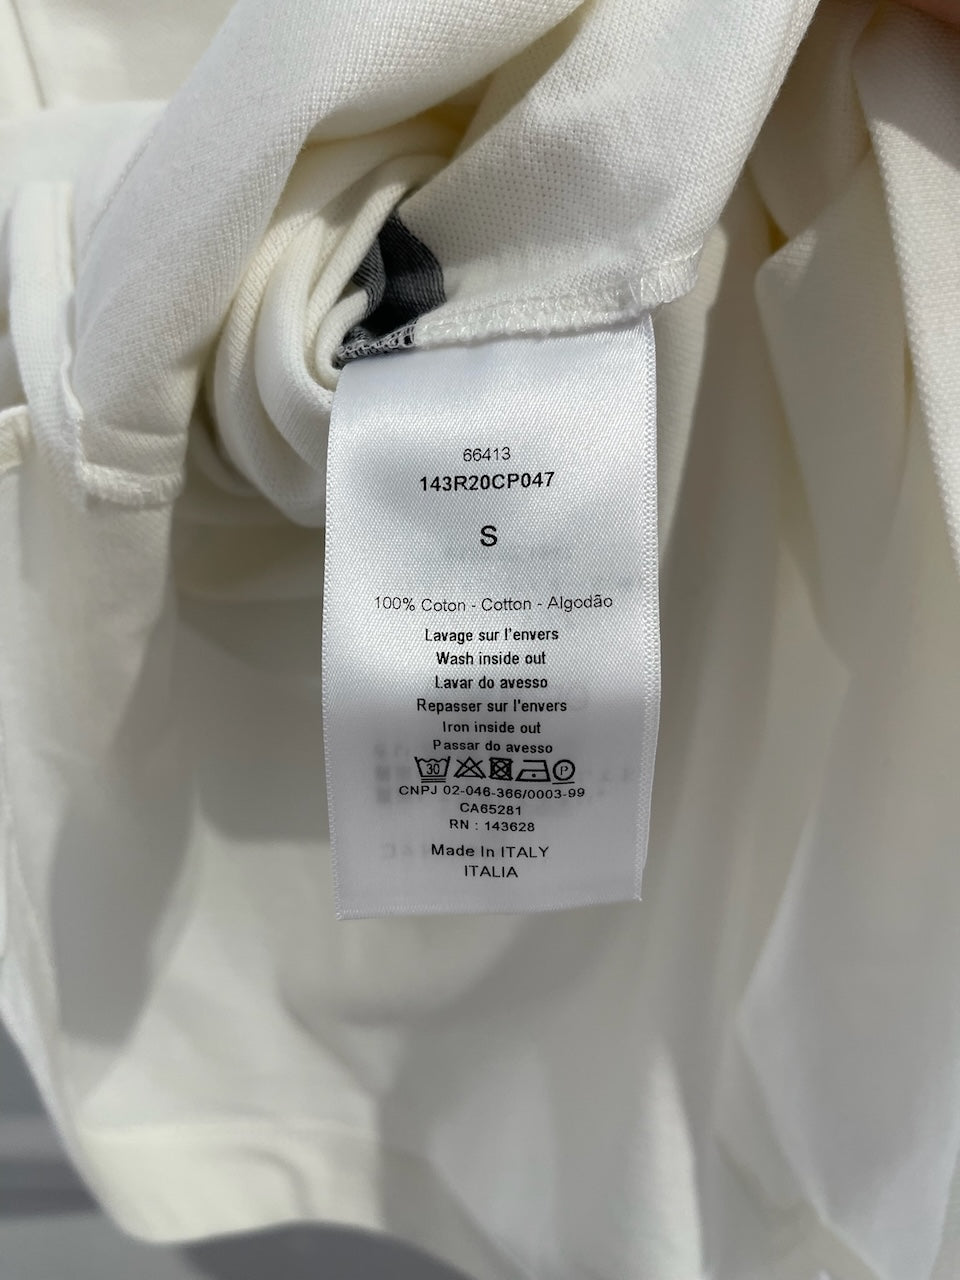 66413
143R20CP047
S
100% Coton - Cotton - Algodão
Lavage sur l'envers
Wash inside out
Lavar do avesso
Repasser sur l'envers
Iron inside out
Passar do avesso
30 P
CNPJ 02-046-366/0003-99
CA65281
RN : 143628
Made In ITALY
ITALIA